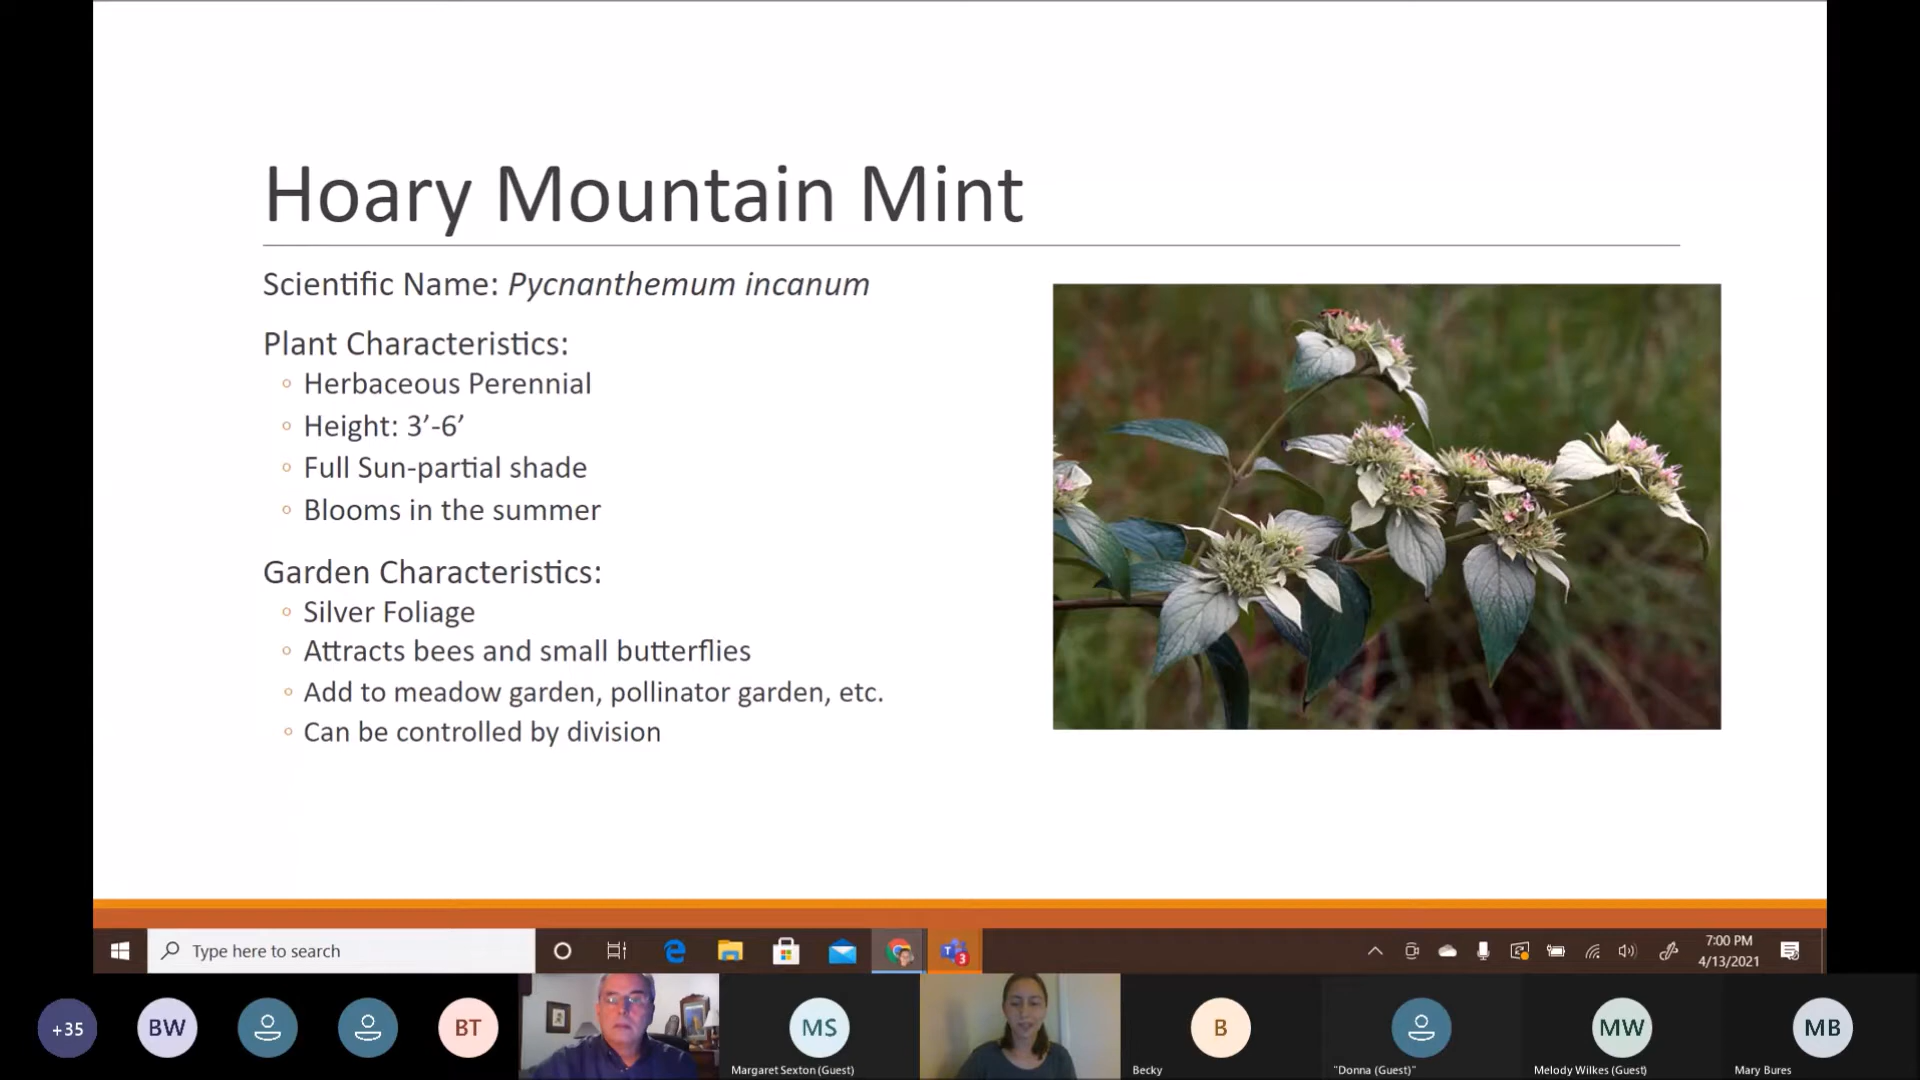 Hoary Mountain Mint
Scientific Name: Pycnanthemum incanum
Plant Characteristics:
Herbaceous Perennial
Height: 3’-6’
Full Sun-partial shade
Blooms in the summer
Garden Characteristics:
Silver Foliage
Attracts bees and small butterflies
Add to meadow garden, pollinator garden, etc.
Can be controlled by division
Type here to search
T 3
7:00 PM
4/13/2021
+35
BW
BT
MS
Margaret Sexton (Guest)
B
Becky
"Donna (Guest)"
MW
Melody Wilkes (Guest)
MB
Mary Bures